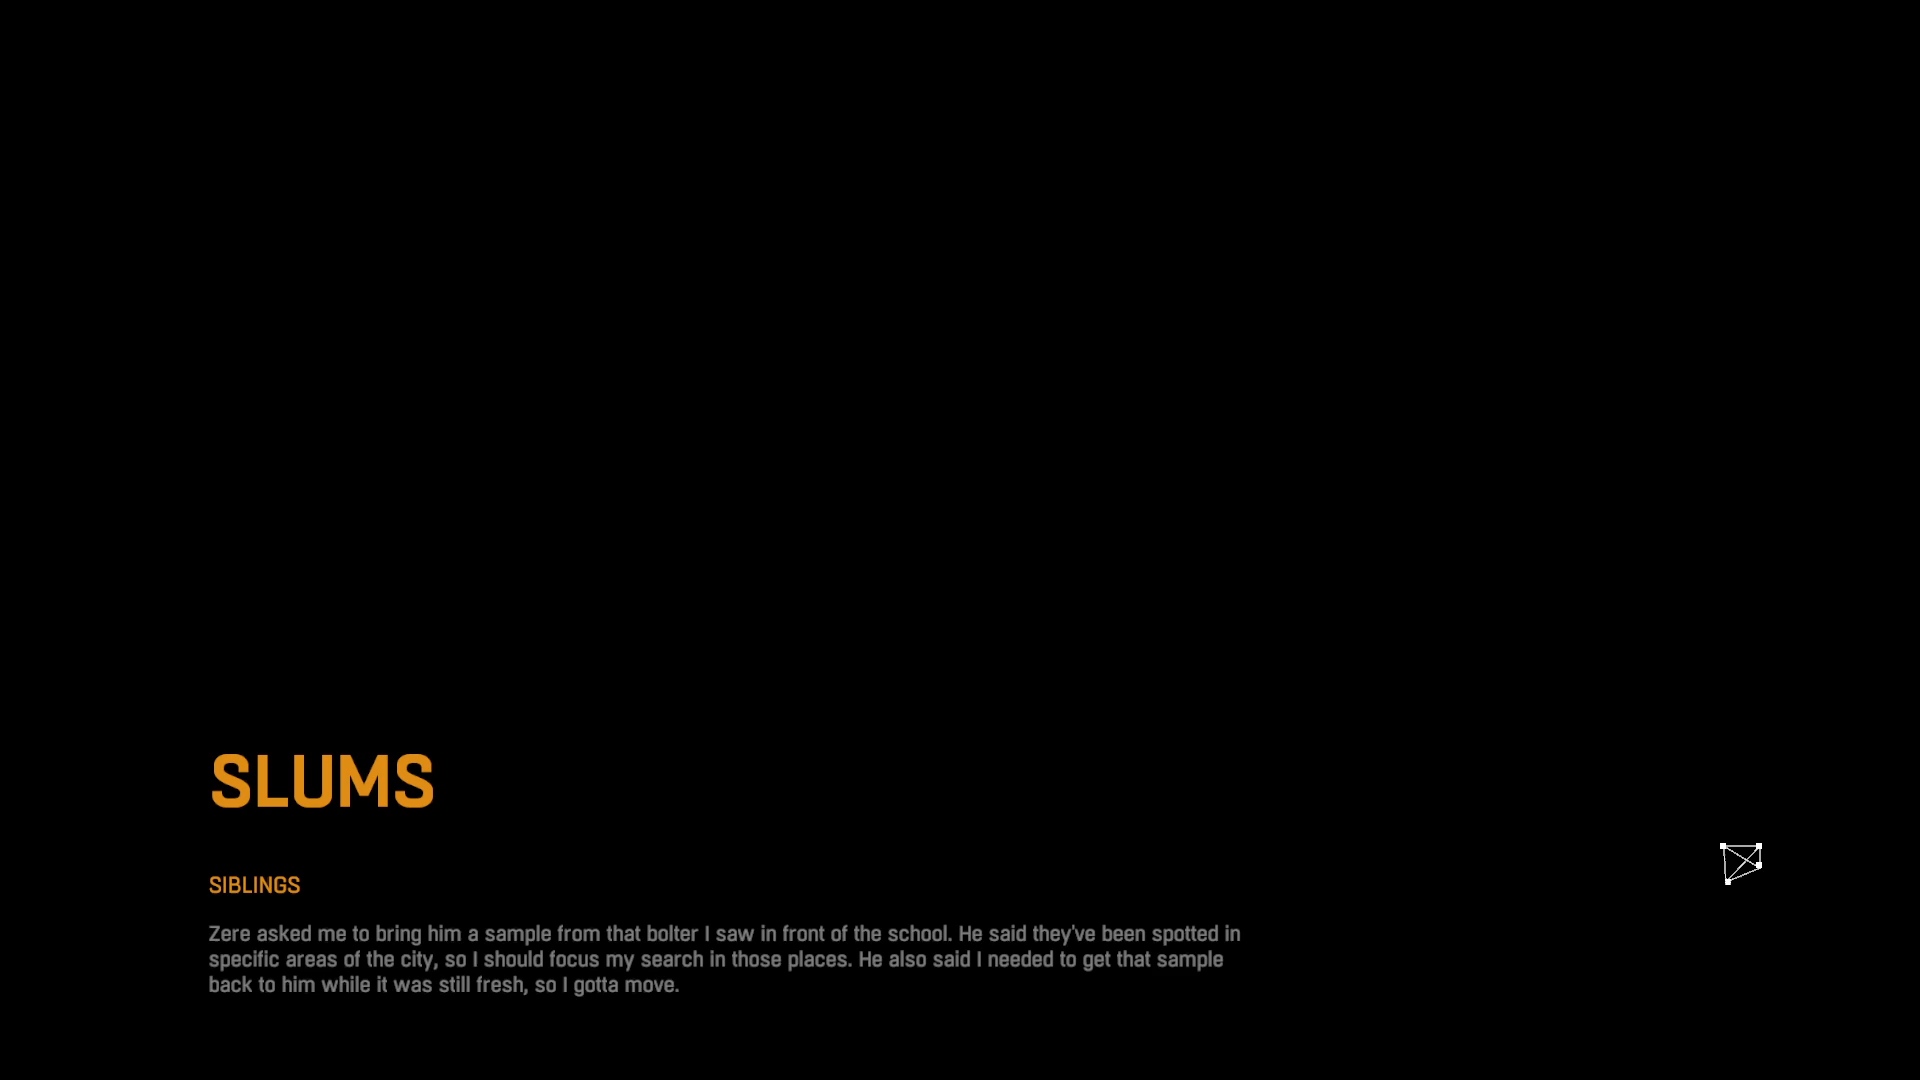 SLUMS
SIBLINGS
Zere asked me to bring him a sample from that bolter I saw in front of the school. He said they've been spotted in
specific areas of the city, so I should focus my search in those places. He also said I needed to get that sample
back to him while it was still fresh, so I gotta move.